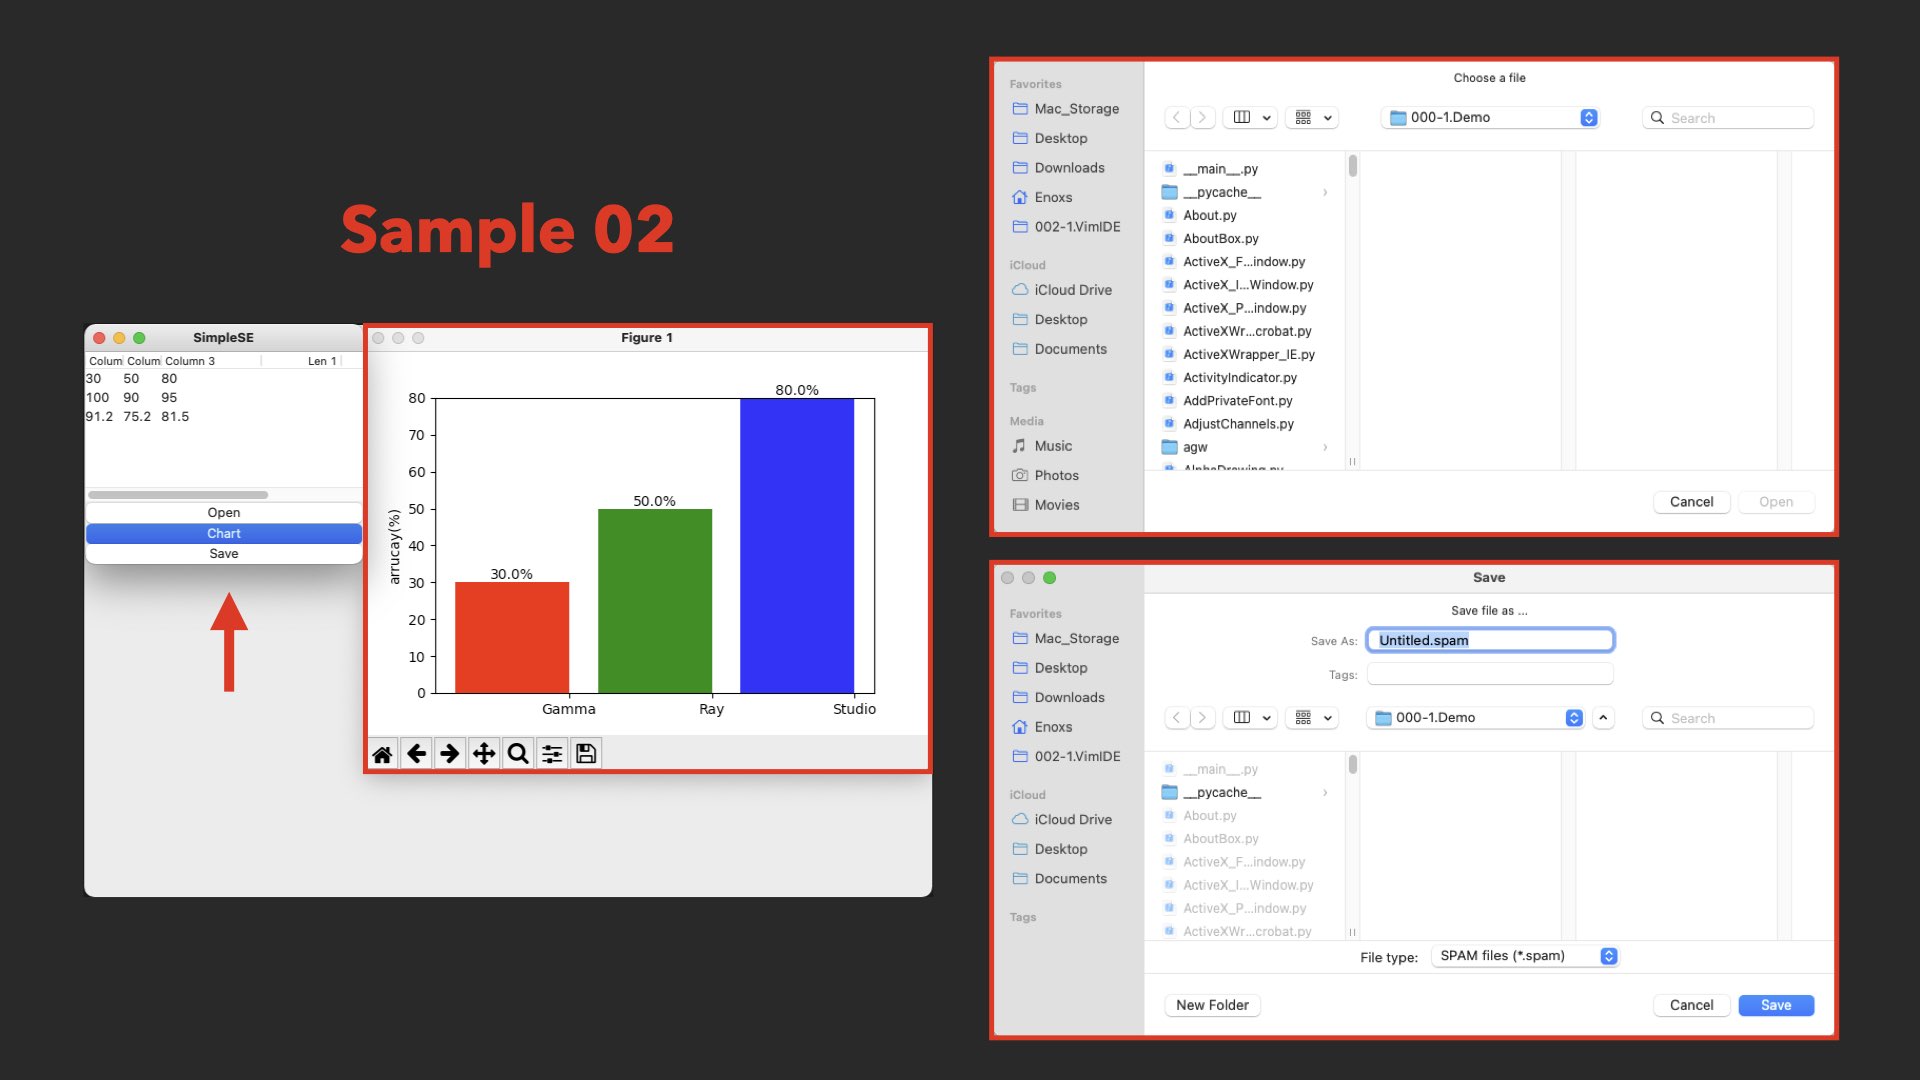 Sample 02
SimpleSE
Colum Colum Column 3 Len 1
30 50 80
100 90 95
91.2 75.2 81.5
Open
Chart
Save
Figure 1
80.0%
50.0%
30.0%
arrucay(%)
80
70
60
50
40
30
20
10
0
Gamma Ray Studio
Choose a file
Favorites
Mac_Storage
Desktop
Downloads
Enoxs
002-1.VimIDE
iCloud
iCloud Drive
Desktop
Documents
Tags
Media
Music
Photos
Movies
000-1.Demo
Search
__main__.py
__pycache__
About.py
AboutBox.py
ActiveX_F...indow.py
ActiveX_I...Window.py
ActiveX_P...indow.py
ActiveXWr...crobat.py
ActiveXWrapper_IE.py
ActivityIndicator.py
AddPrivateFont.py
AdjustChannels.py
agw
AlphaDrawing.py
Cancel Open
Save
Save file as ...
Save As: Untitled.spam
Tags:
Favorites
Mac_Storage
Desktop
Downloads
Enoxs
002-1.VimIDE
iCloud
iCloud Drive
Desktop
Documents
Tags
000-1.Demo
Search
__main__.py
__pycache__
About.py
AboutBox.py
ActiveX_F...indow.py
ActiveX_I...Window.py
ActiveX_P...indow.py
ActiveXWr...crobat.py
File type: SPAM files (*.spam)
New Folder Cancel Save